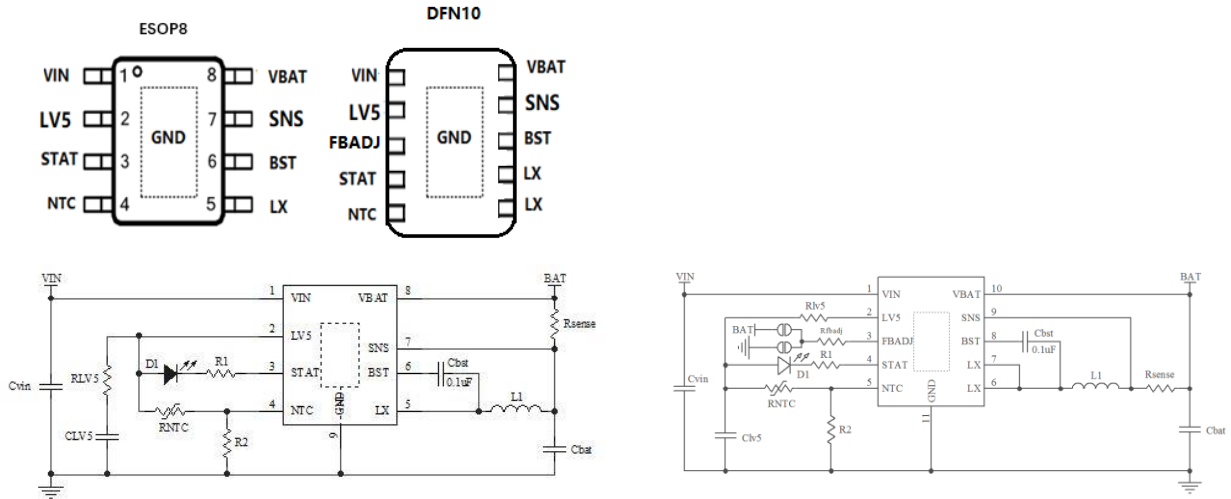 ESOP8
VIN 1 8 VBAT
LV5 2 7 SNS
GND
STAT 3 6 BST
NTC 4 5 LX
DFN10
VIN VBAT
LV5 SNS
FBADJ GND BST
STAT LX
NTC LX
VIN BAT
1 VIN VBAT 8
2 LV5 Rsense
D1 R1 SNS 7
3 STAT BST 6 Cbst
Cvin RLV5 0.1uF
4 NTC LX 5 L1
RNTC GND
CLV5 R2 9 Cbat
VIN BAT
1 VIN VBAT 10
Rlv5 2 LV5 SNS 9
BAT Rfbadj 3 FBADJ BST 8 Cbst
0.1uF
R1 4 STAT LX 7
D1
Cvin 5 NTC LX 6 L1 Rsense
RNTC GND
Clv5 R2 11 Cbat